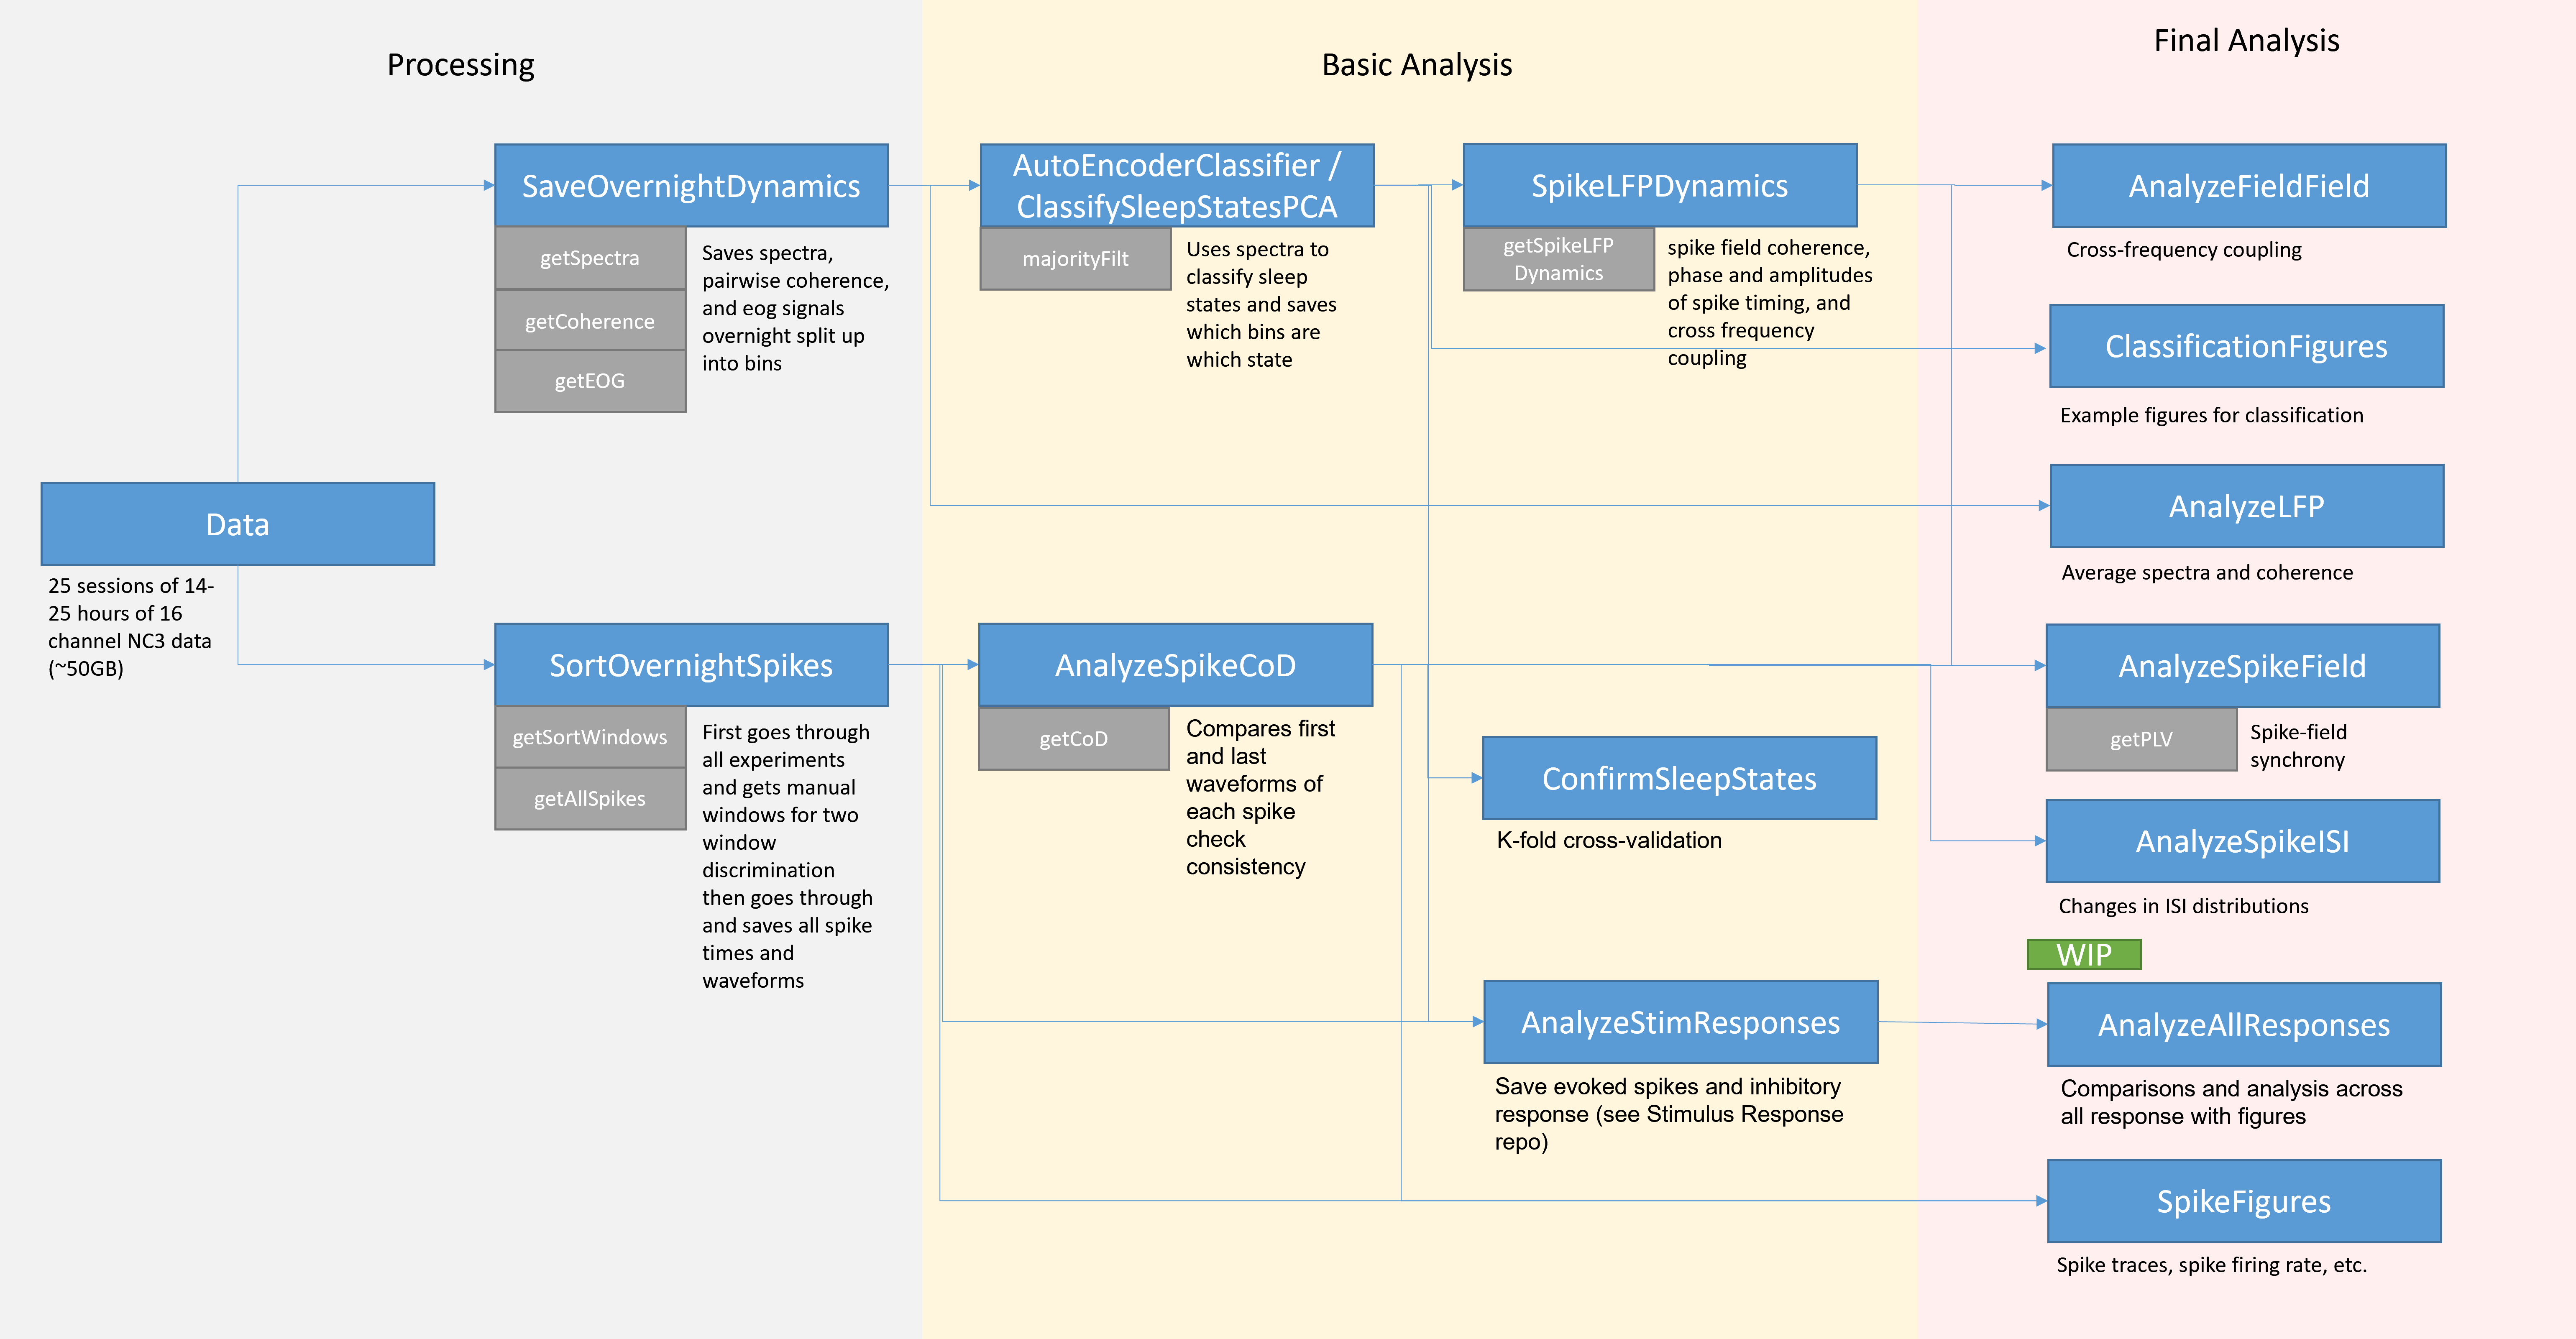 Processing
Basic Analysis
Final Analysis
SaveOvernightDynamics
getSpectra
getCoherence
getEOG
Saves spectra,
pairwise coherence,
and eog signals
overnight split up
into bins
AutoEncoderClassifier /
ClassifySleepStatesPCA
majorityFilt
Uses spectra to
classify sleep
states and saves
which bins are
which state
SpikeLFPDynamics
getSpikeLFP
Dynamics
spike field coherence,
phase and amplitudes
of spike timing, and
cross frequency
coupling
AnalyzeFieldField
Cross-frequency coupling
ClassificationFigures
Example figures for classification
AnalyzeLFP
Average spectra and coherence
Data
25 sessions of 14-
25 hours of 16
channel NC3 data
(~50GB)
SortOvernightSpikes
getSortWindows
getAllSpikes
First goes through
all experiments
and gets manual
windows for two
window
discrimination
then goes through
and saves all spike
times and
waveforms
AnalyzeSpikeCoD
getCoD
Compares first
and last
waveforms of
each spike
check
consistency
ConfirmSleepStates
K-fold cross-validation
AnalyzeStimResponses
Save evoked spikes and inhibitory
response (see Stimulus Response
repo)
AnalyzeSpikeField
getPLV
Spike-field
synchrony
AnalyzeSpikeISI
Changes in ISI distributions
WIP
AnalyzeAllResponses
Comparisons and analysis across
all response with figures
SpikeFigures
Spike traces, spike firing rate, etc.